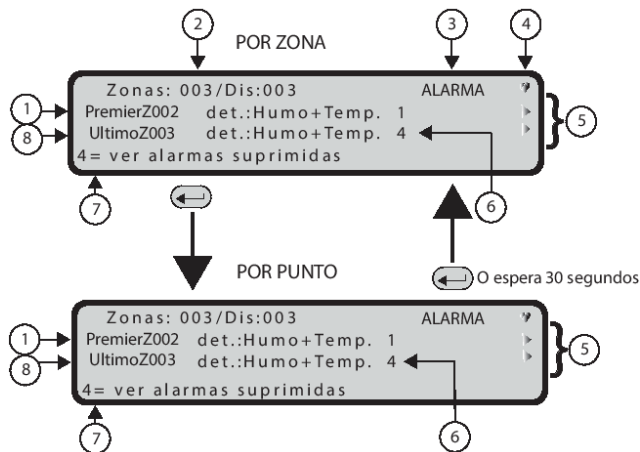 2 3 4
POR ZONA
Zonas: 003/Dis:003 ALARMA
1 PremierZ002 det.:Humo+Temp. 1
5
8 UltimoZ003 det.:Humo+Temp. 4
4= ver alarmas suprimidas
7 6
POR PUNTO
O espera 30 segundos
Zonas: 003/Dis:003 ALARMA
1 PremierZ002 det.:Humo+Temp. 1
5
8 UltimoZ003 det.:Humo+Temp. 4
4= ver alarmas suprimidas
7 6